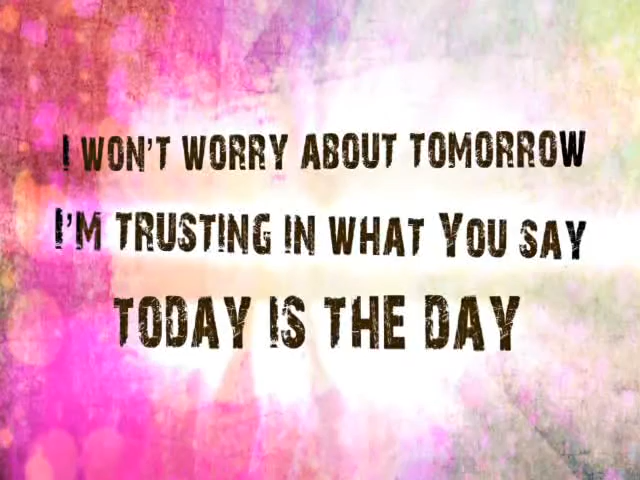 I WON'T WORRY ABOUT TOMORROW
I'M TRUSTING IN WHAT YOU SAY
TODAY IS THE DAY